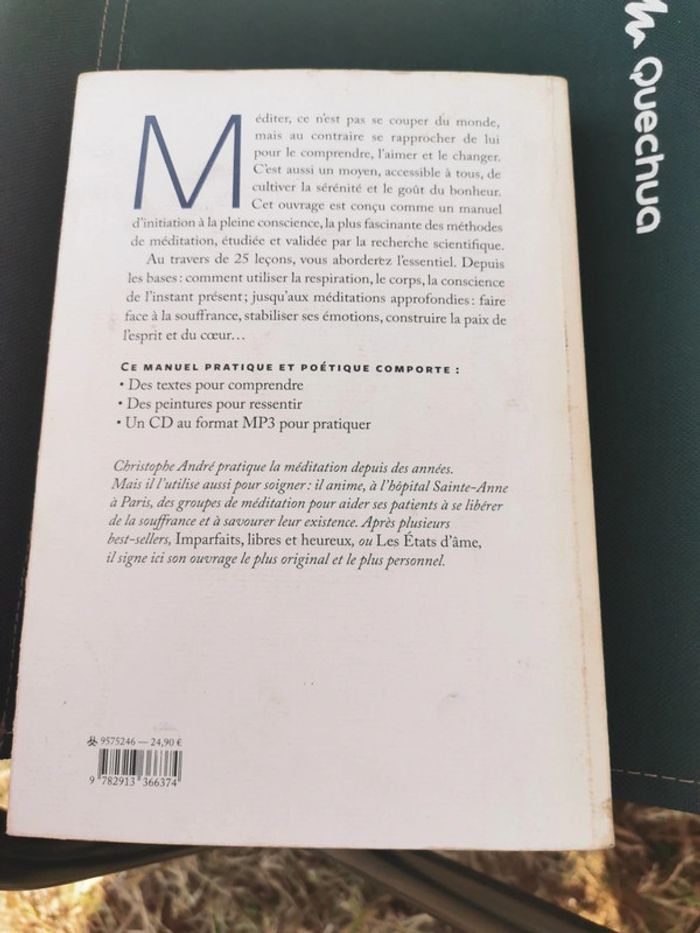 Quechua
Méditer, ce n'est pas se couper du monde,
mais au contraire se rapprocher de lui
pour le comprendre, l'aimer et le changer.
C'est aussi un moyen, accessible à tous, de
cultiver la sérénité et le goût du bonheur.
Cet ouvrage est conçu comme un manuel
d'initiation à la pleine conscience, la plus fascinante des méthodes
de méditation, étudiée et validée par la recherche scientifique.
Au travers de 25 leçons, vous aborderez l'essentiel. Depuis
les bases : comment utiliser la respiration, le corps, la conscience
de l'instant présent ; jusqu'aux méditations approfondies : faire
face à la souffrance, stabiliser ses émotions, construire la paix de
l'esprit et du cœur…
CE MANUEL PRATIQUE ET POÉTIQUE COMPORTE :
• Des textes pour comprendre
• Des peintures pour ressentir
• Un CD au format MP3 pour pratiquer
Christophe André pratique la méditation depuis des années.
Mais il l'utilise aussi pour soigner : il anime, à l'hôpital Sainte-Anne
à Paris, des groupes de méditation pour aider ses patients à se libérer
de la souffrance et à savourer leur existence. Après plusieurs
best-sellers, Imparfaits, libres et heureux, ou Les États d'âme,
il signe ici son ouvrage le plus original et le plus personnel.
9575246 — 24,90 €
9 782913 366374